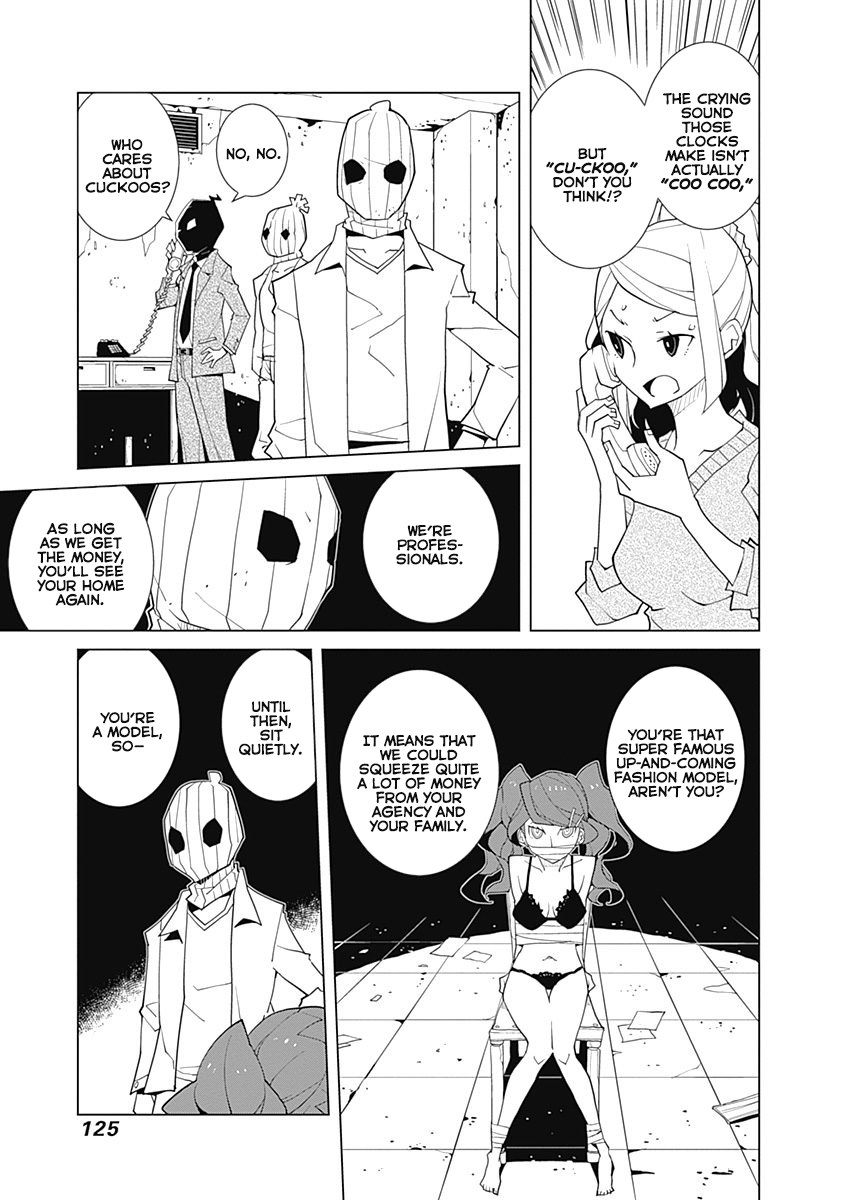 THE CRYING
SOUND
THOSE
CLOCKS
MAKE ISN'T
ACTUALLY
"COO COO,"
BUT
"CU-CKOO,"
DON'T YOU
THINK!?
NO, NO.
WHO
CARES
ABOUT
CUCKOOS?
WE'RE
PROFES-
SIONALS.
AS LONG
AS WE GET
THE MONEY,
YOU'LL SEE
YOUR HOME
AGAIN.
YOU'RE THAT
SUPER FAMOUS
UP-AND-COMING
FASHION MODEL,
AREN'T YOU?
IT MEANS THAT
WE COULD
SQUEEZE QUITE
A LOT OF MONEY
FROM YOUR
AGENCY AND
YOUR FAMILY.
UNTIL
THEN,
SIT
QUIETLY.
YOU'RE
A MODEL,
SO—
125